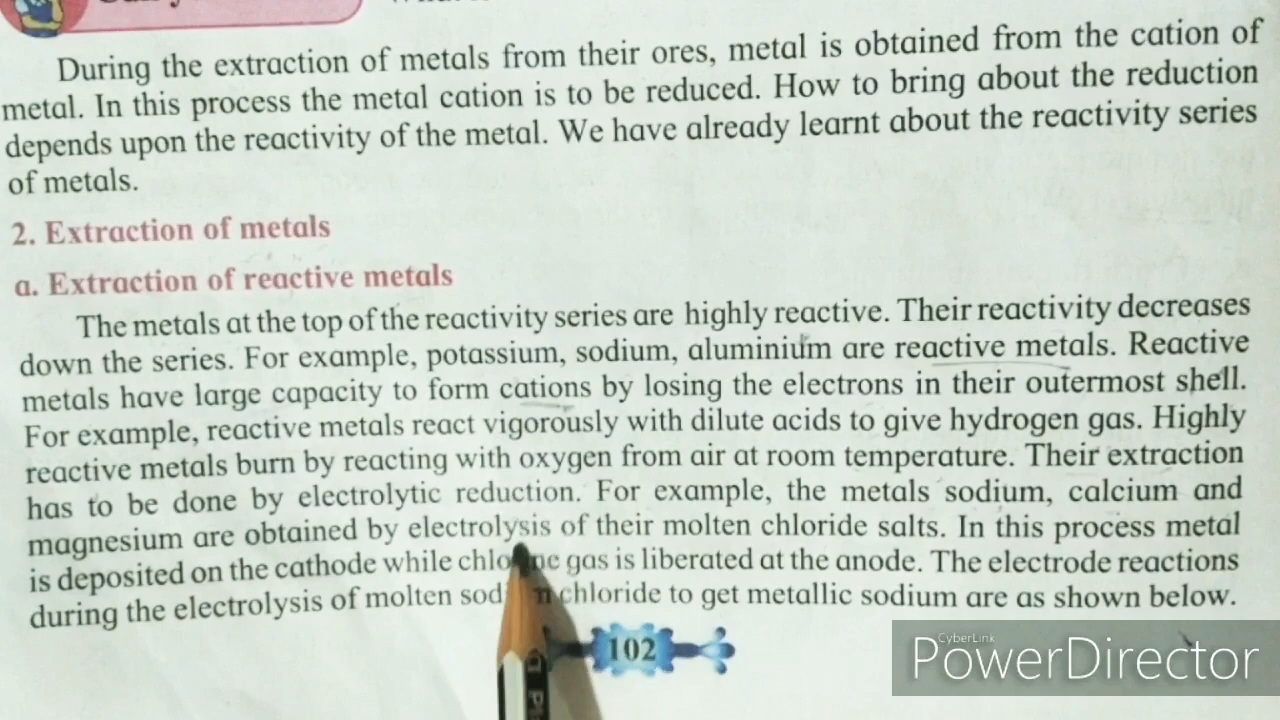 During the extraction of metals from their ores, metal is obtained from the cation of
metal. In this process the metal cation is to be reduced. How to bring about the reduction
depends upon the reactivity of the metal. We have already learnt about the reactivity series
of metals.
2. Extraction of metals
a. Extraction of reactive metals
The metals at the top of the reactivity series are highly reactive. Their reactivity decreases
down the series. For example, potassium, sodium, aluminium are reactive metals. Reactive
metals have large capacity to form cations by losing the electrons in their outermost shell.
For example, reactive metals react vigorously with dilute acids to give hydrogen gas. Highly
reactive metals burn by reacting with oxygen from air at room temperature. Their extraction
has to be done by electrolytic reduction. For example, the metals sodium, calcium and
magnesium are obtained by electrolysis of their molten chloride salts. In this process metal
is deposited on the cathode while gas is liberated at the anode. The electrode reactions
during the electrolysis of molten chloride to get metallic sodium are as shown below.
102
CyberLink
PowerDirector